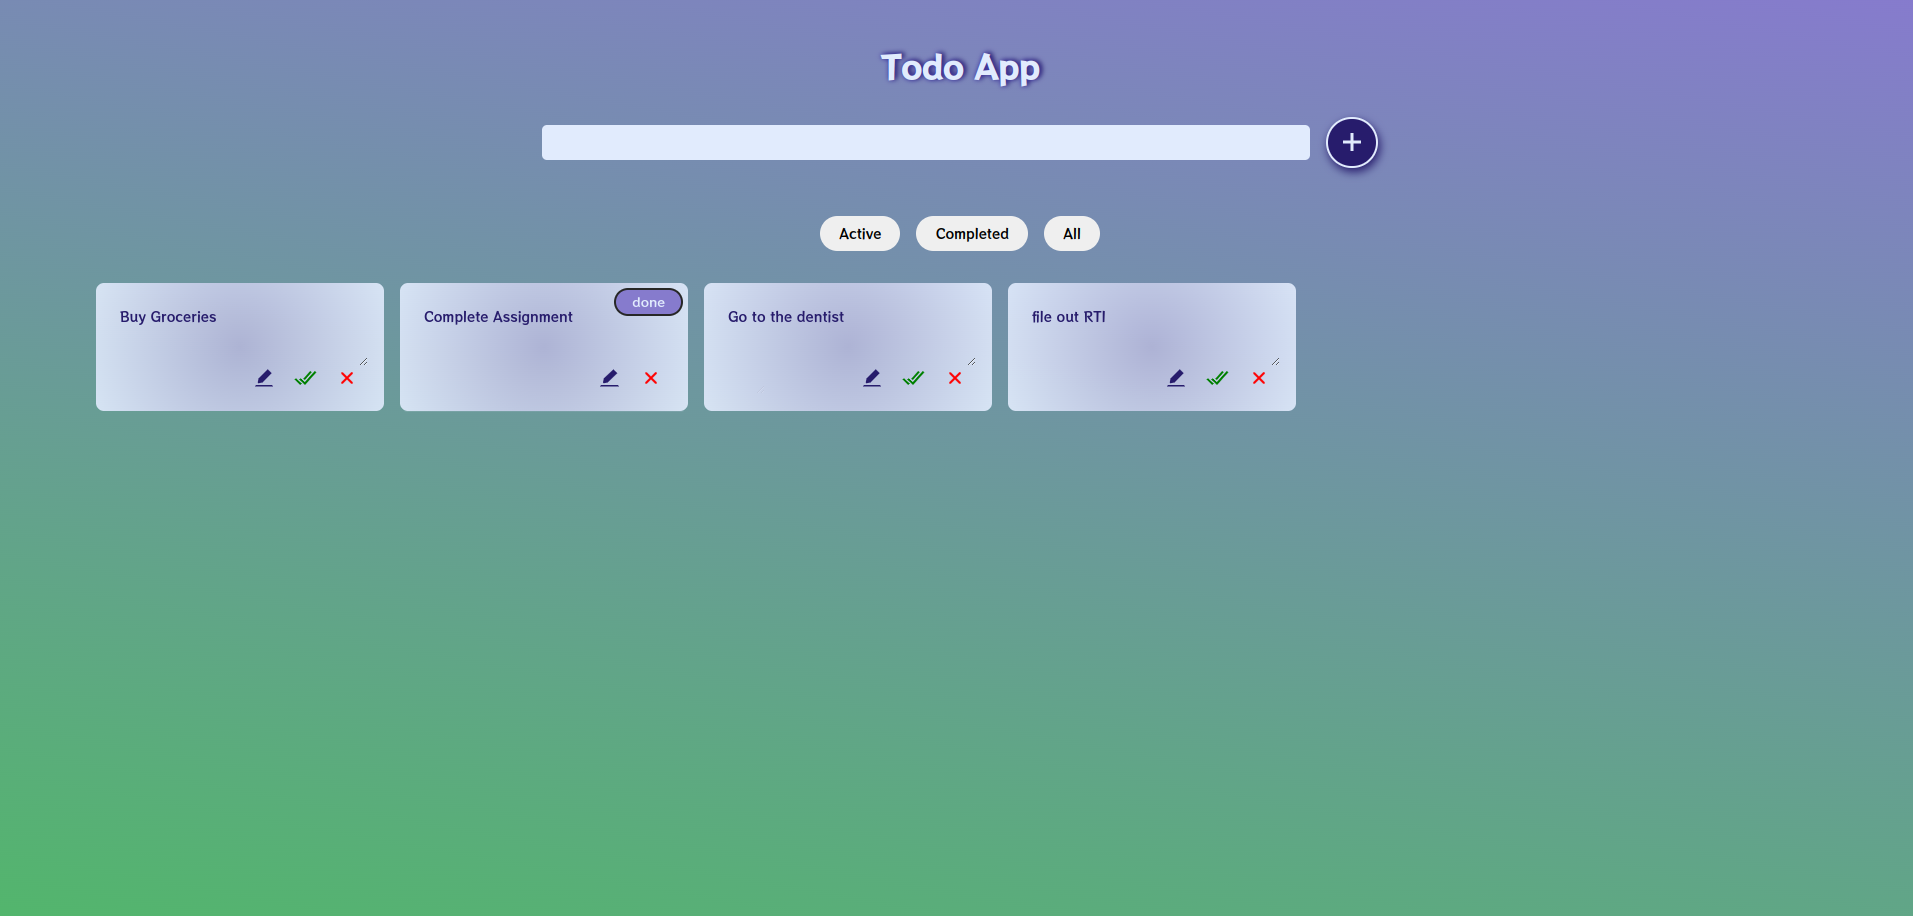 Todo App
Active Completed All
done
Buy Groceries Complete Assignment Go to the dentist file out RTI